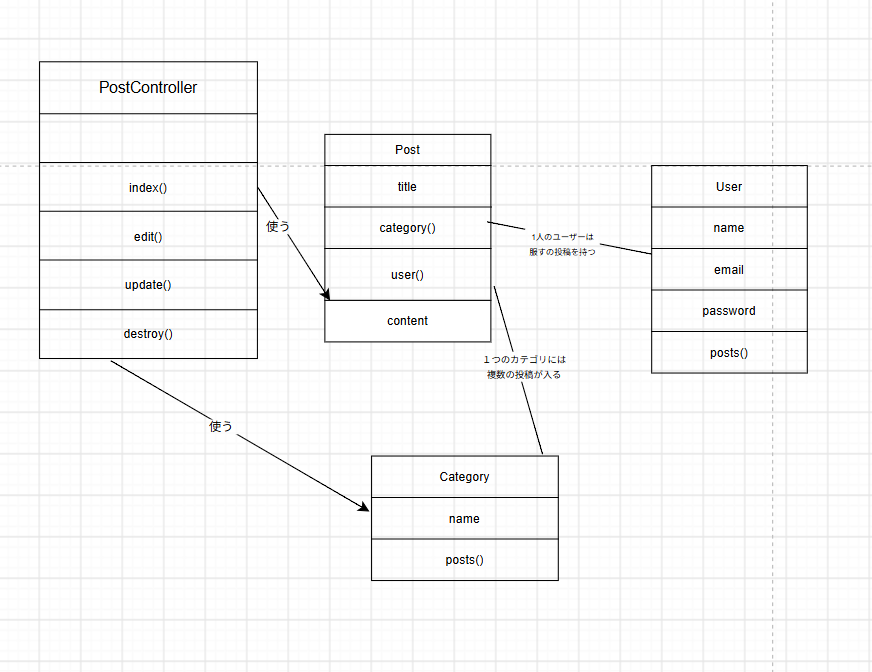 PostController
index()
edit()
update()
destroy()
使う
Post
title
category()
user()
content
1人のユーザーは
服すの投稿を持つ
User
name
email
password
posts()
１つのカテゴリには
複数の投稿が入る
使う
Category
name
posts()